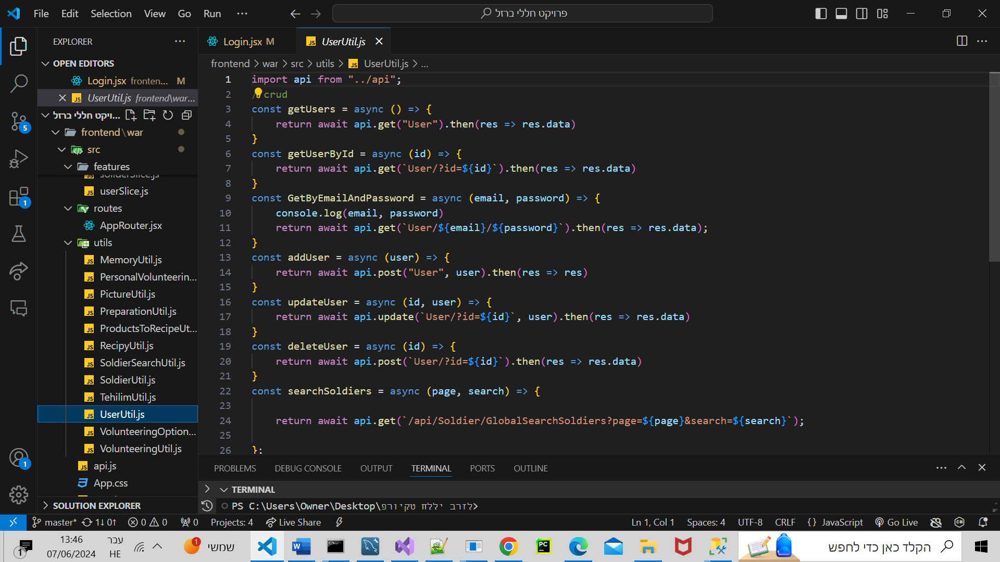 File Edit Selection View Go Run ···
פרויקט חללי ברזל
EXPLORER ···
OPEN EDITORS
Login.jsx fronten... M
UserUtil.js frontend\war...
ויקט חללי ברזל...
frontend\war
src
features
soliderSlice.js
userSlice.js
routes
AppRouter.jsx
utils
MemoryUtil.js
PersonalVolunteerin...
PictureUtil.js
PreparationUtil.js
ProductsToRecipeUt...
RecipyUtil.js
SoldierSearchUtil.js
SoldierUtil.js
TehilimUtil.js
UserUtil.js
VolunteeringOption...
VolunteeringUtil.js
api.js
App.css
SOLUTION EXPLORER
5
1
1
Login.jsx M
UserUtil.js
frontend > war > src > utils > JS UserUtil.js > ...
1 import api from "../api";
2 /crud
3 const getUsers = async () => {
4 return await api.get("User").then(res => res.data)
5 }
6 const getUserById = async (id) => {
7 return await api.get(`User/?id=${id}`).then(res => res.data)
8 }
9 const GetByEmailAndPassword = async (email, password) => {
10 console.log(email, password)
11 return await api.get(`User/${email}/${password}`).then(res => res.data);
12 }
13 const addUser = async (user) => {
14 return await api.post("User", user).then(res => res)
15 }
16 const updateUser = async (id, user) => {
17 return await api.update(`User/?id=${id}`, user).then(res => res.data)
18 }
19 const deleteUser = async (id) => {
20 return await api.post(`User/?id=${id}`).then(res => res.data)
21 }
22 const searchSoldiers = async (page, search) => {
23
24 return await api.get(`/api/Soldier/GlobalSearchSoldiers?page=${page}&search=${search}`);
25
26 };
PROBLEMS DEBUG CONSOLE OUTPUT TERMINAL PORTS OUTLINE
TERMINAL
PS C:\Users\Owner\Desktop\פרויקט חללי ברזל>
master* 1↓ 0↑ 0 0 0 Projects: 4 Live Share
Ln 1, Col 1 Spaces: 4 UTF-8 CRLF {} JavaScript Go Live
1
13:46
07/06/2024
עבר
HE
1
שמשי
הקלד כאן כדי לחפש